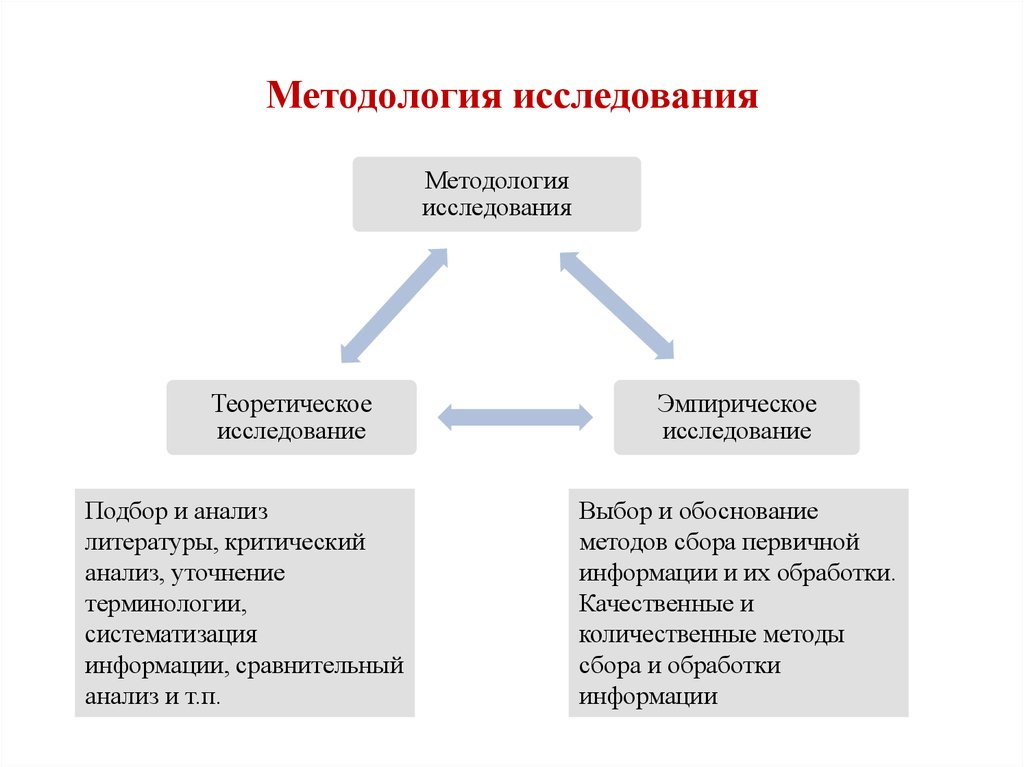 Методология исследования
Методология
исследования
Теоретическое
исследование
Эмпирическое
исследование
Подбор и анализ
литературы, критический
анализ, уточнение
терминологии,
систематизация
информации, сравнительный
анализ и т.п.
Выбор и обоснование
методов сбора первичной
информации и их обработки.
Качественные и
количественные методы
сбора и обработки
информации